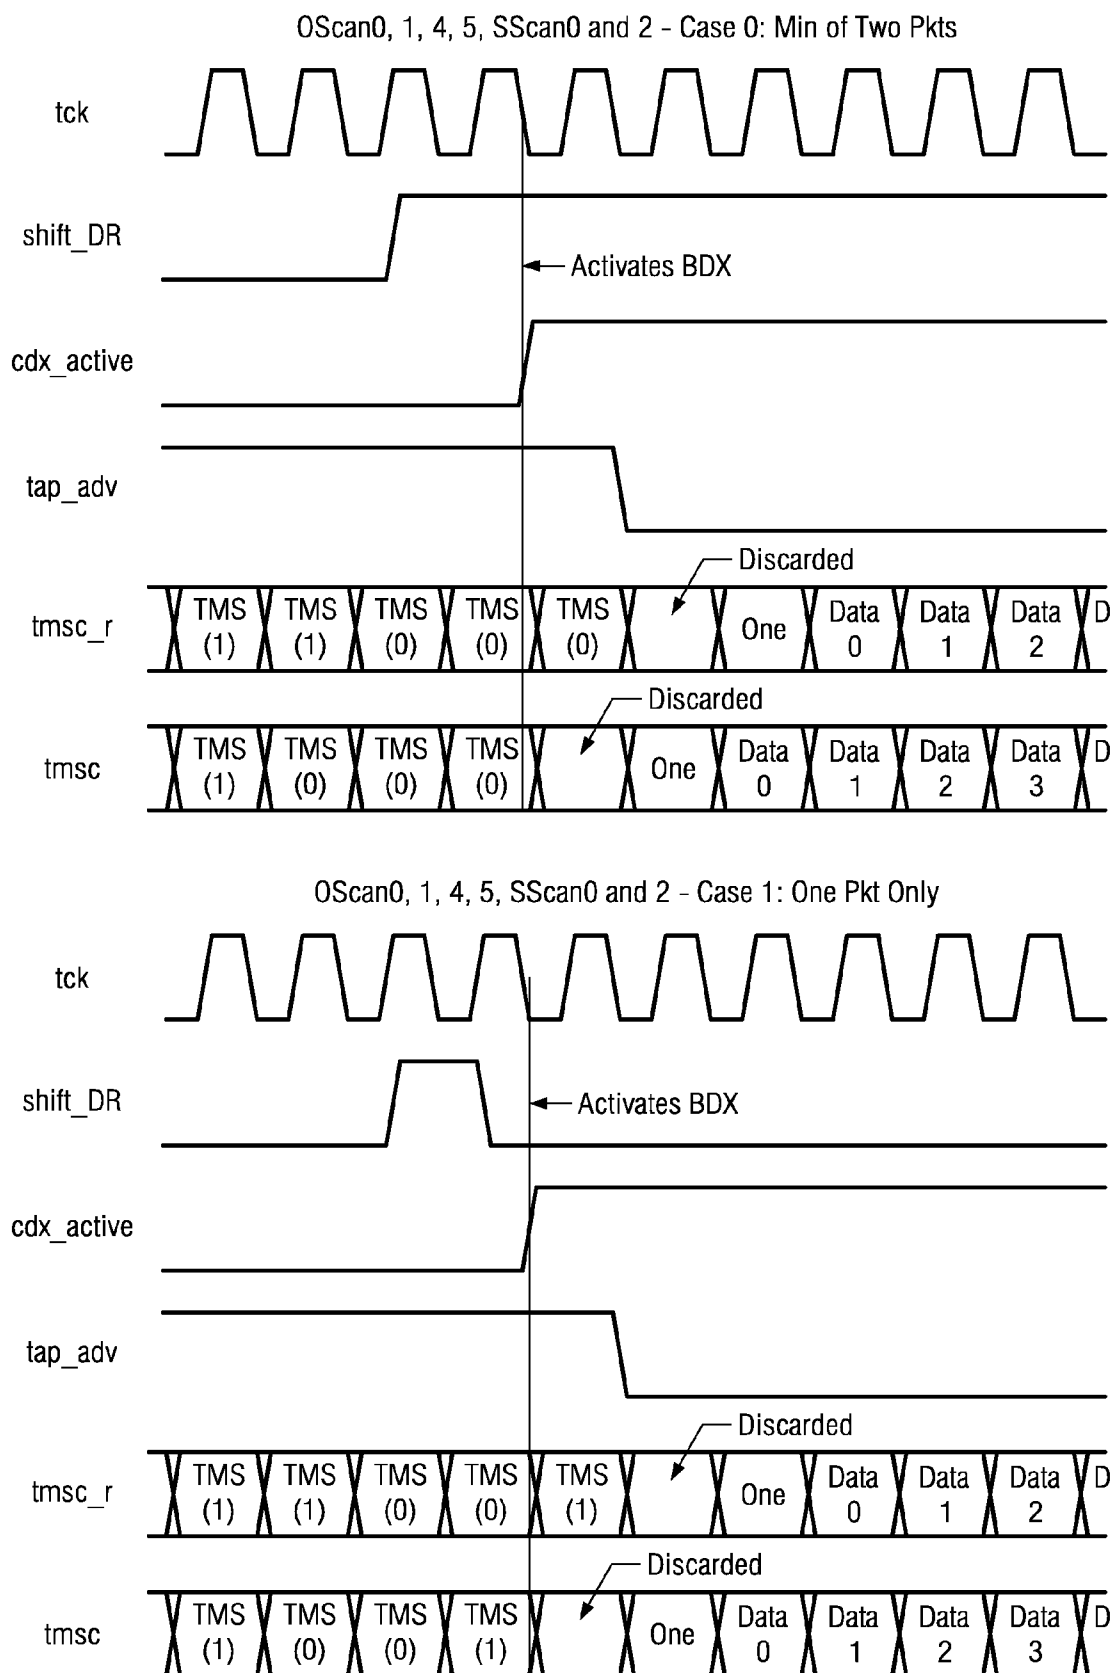 OScan0, 1, 4, 5, SScan0 and 2 - Case 0: Min of Two Pkts
tck
shift_DR
Activates BDX
cdx_active
tap_adv
Discarded
tmsc_r
TMS (1) TMS (1) TMS (0) TMS (0) TMS (0) One Data 0 Data 1 Data 2 D
Discarded
tmsc
TMS (1) TMS (0) TMS (0) TMS (0) One Data 0 Data 1 Data 2 Data 3 D
OScan0, 1, 4, 5, SScan0 and 2 - Case 1: One Pkt Only
tck
shift_DR
Activates BDX
cdx_active
tap_adv
Discarded
tmsc_r
TMS (1) TMS (1) TMS (0) TMS (0) TMS (1) One Data 0 Data 1 Data 2 D
Discarded
tmsc
TMS (1) TMS (0) TMS (0) TMS (1) One Data 0 Data 1 Data 2 Data 3 D